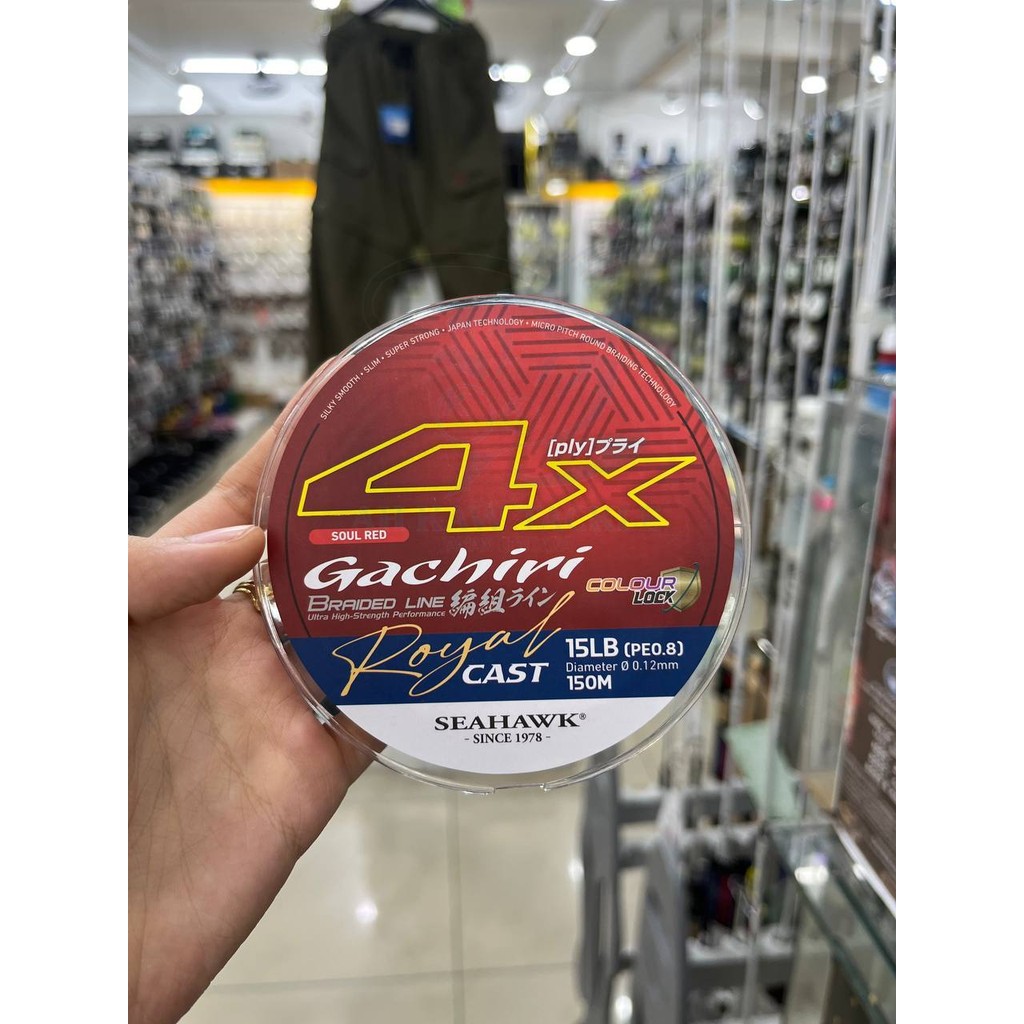 SILKY SMOOTH • SLIM • SUPER STRONG • JAPAN TECHNOLOGY • MICRO PITCH ROUND BRAIDING TECHNOLOGY
[ply]プライ
4x
SOUL RED
Gachiri
BRAIDED LINE 編組ライン
Ultra High-Strength Performance
COLOUR LOCK
Royal CAST
15LB (PE0.8)
Diameter Ø 0.12mm
150M
SEAHAWK®
- SINCE 1978 -